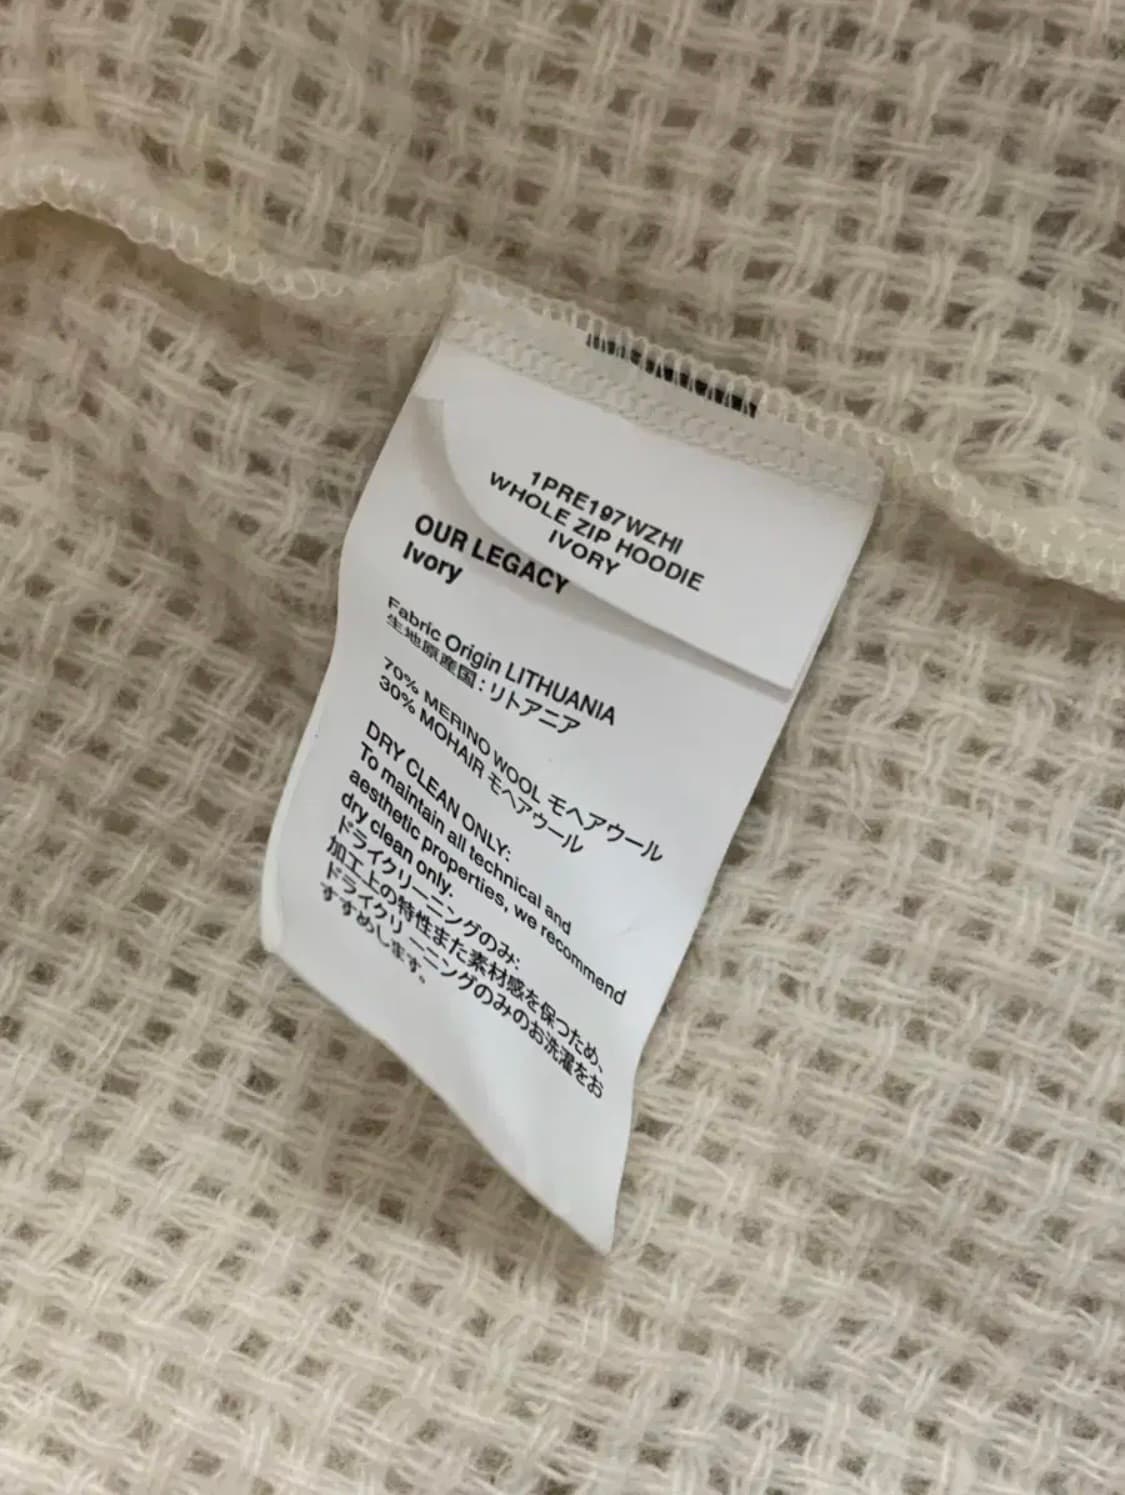 1PRE197WZHI
WHOLE ZIP HOODIE
IVORY
OUR LEGACY
Ivory
Fabric Origin LITHUANIA
生地原産国：リトアニア
70% MERINO WOOL モヘアウール
30% MOHAIR モヘアウール
DRY CLEAN ONLY:
To maintain all technical and
aesthetic properties, we recommend
dry clean only.
ドライクリーニングのみ:
加工上の特性また素材感を保つため、
ドライクリーニングのみのお洗濯をお
すすめします。